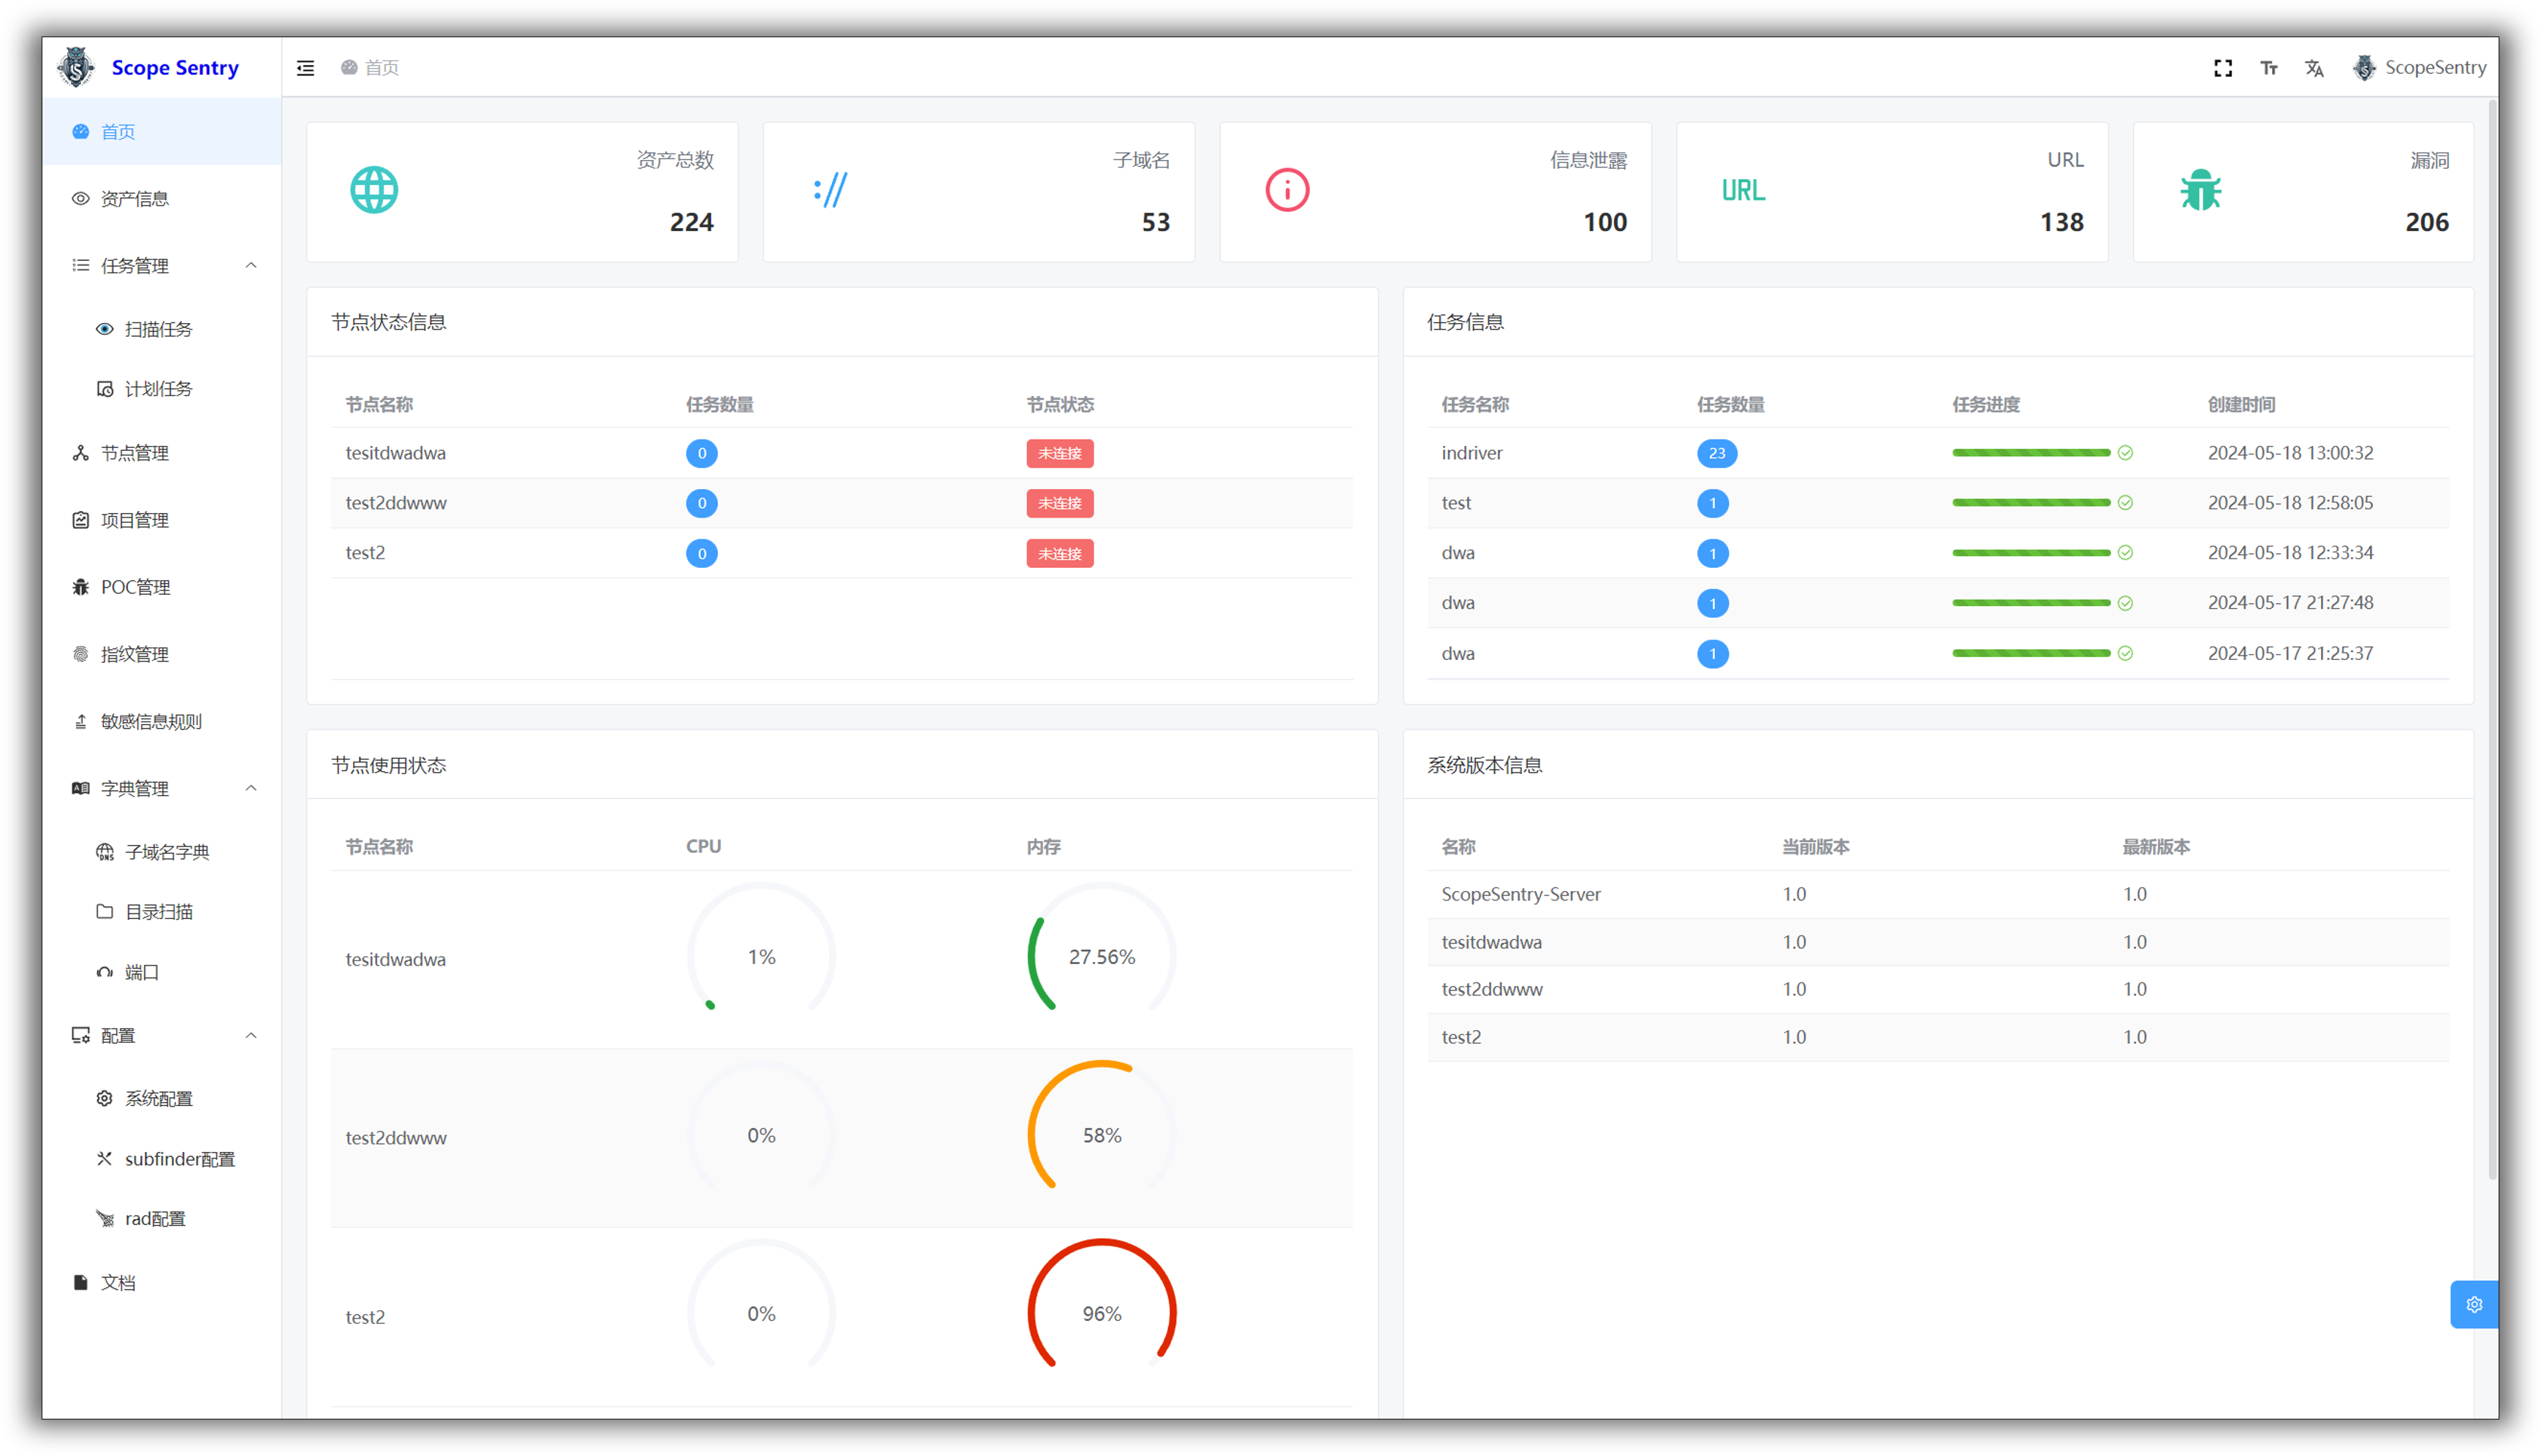 Scope Sentry
首页
ScopeSentry
首页
资产信息
任务管理
扫描任务
计划任务
节点管理
项目管理
POC管理
指纹管理
敏感信息规则
字典管理
子域名字典
目录扫描
端口
配置
系统配置
subfinder配置
rad配置
文档
资产总数
224
子域名
53
信息泄露
100
URL
URL
138
漏洞
206
节点状态信息
节点名称 任务数量 节点状态
tesitdwadwa 0 未连接
test2ddwww 0 未连接
test2 0 未连接
任务信息
任务名称 任务数量 任务进度 创建时间
indriver 23 2024-05-18 13:00:32
test 1 2024-05-18 12:58:05
dwa 1 2024-05-18 12:33:34
dwa 1 2024-05-17 21:27:48
dwa 1 2024-05-17 21:25:37
节点使用状态
节点名称 CPU 内存
tesitdwadwa 1% 27.56%
test2ddwww 0% 58%
test2 0% 96%
系统版本信息
名称 当前版本 最新版本
ScopeSentry-Server 1.0 1.0
tesitdwadwa 1.0 1.0
test2ddwww 1.0 1.0
test2 1.0 1.0